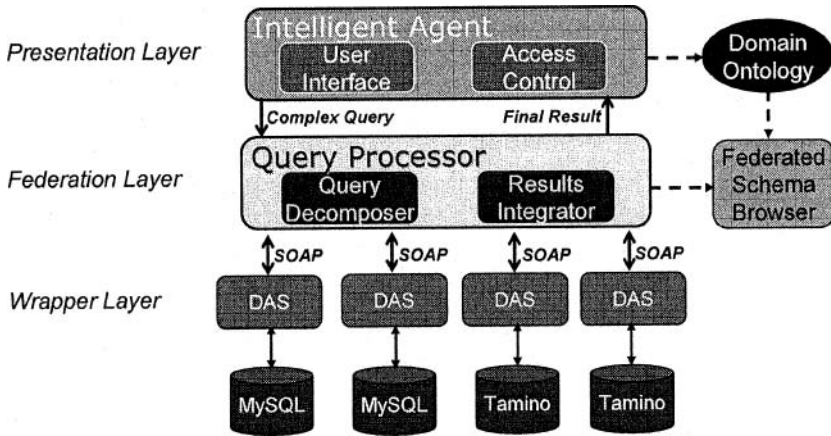 Presentation Layer
Intelligent Agent
User
Interface
Access
Control
Domain
Ontology
Complex Query
Final Result
Federation Layer
Query Processor
Query
Decomposer
Results
Integrator
Federated
Schema
Browser
SOAP
SOAP
SOAP
SOAP
Wrapper Layer
DAS
DAS
DAS
DAS
MySQL
MySQL
Tamino
Tamino